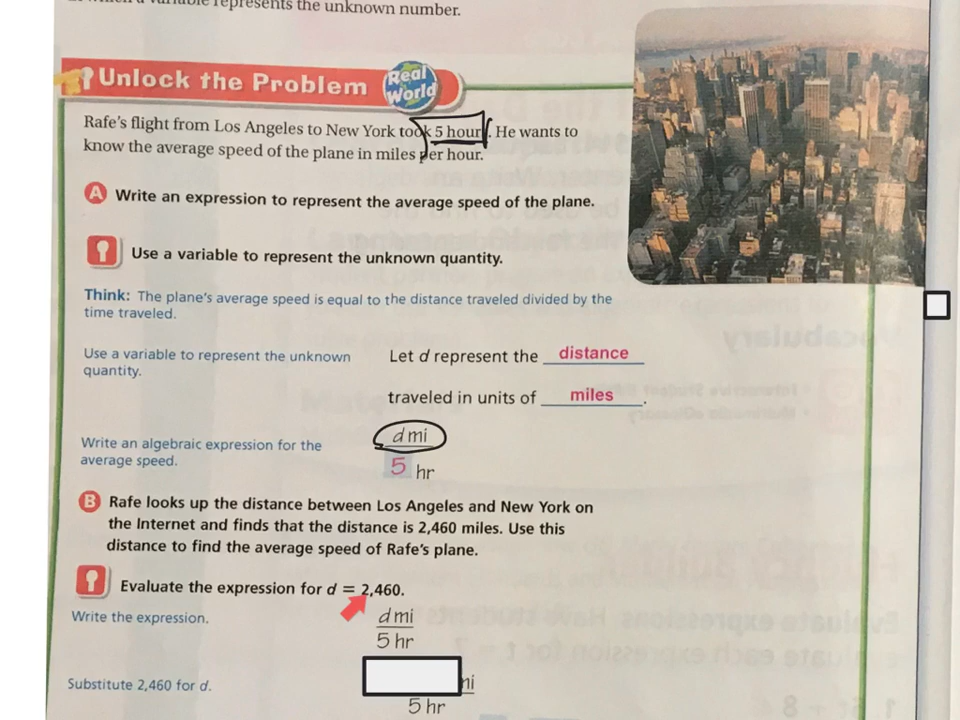 represents the unknown number.
Unlock the Problem Real World
Rafe's flight from Los Angeles to New York took 5 hour. He wants to
know the average speed of the plane in miles per hour.
A Write an expression to represent the average speed of the plane.
Use a variable to represent the unknown quantity.
Think: The plane's average speed is equal to the distance traveled divided by the
time traveled.
Use a variable to represent the unknown
quantity.
Let d represent the distance
traveled in units of miles.
Write an algebraic expression for the
average speed.
d mi
5 hr
B Rafe looks up the distance between Los Angeles and New York on
the Internet and finds that the distance is 2,460 miles. Use this
distance to find the average speed of Rafe's plane.
Evaluate the expression for d = 2,460.
Write the expression.
d mi
5 hr
Substitute 2,460 for d.
mi
5 hr